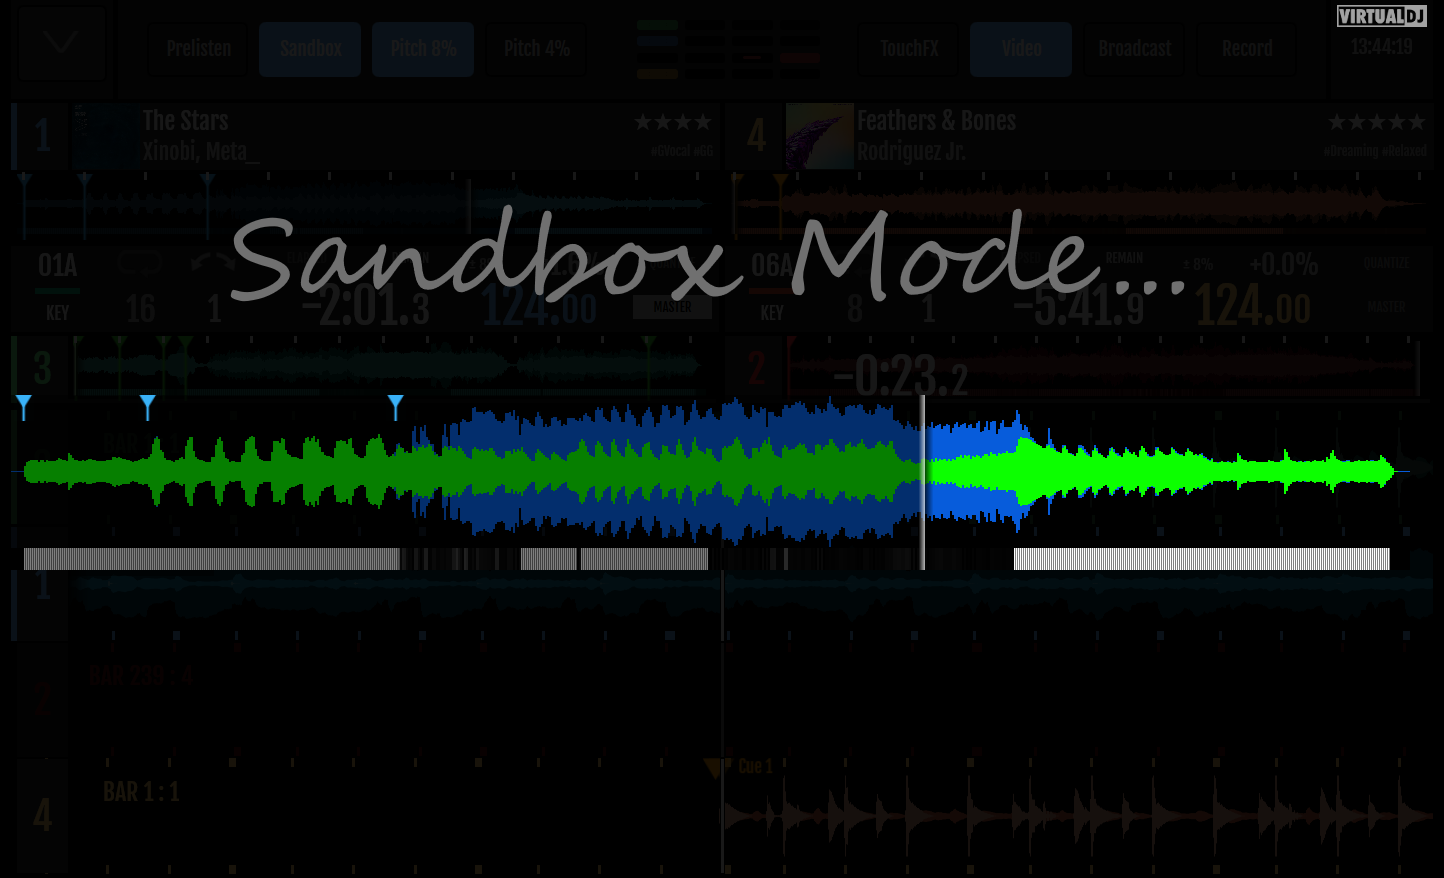 VIRTUALDJ
Prelisten Sandbox Pitch 8% Pitch 4% TouchFX Video Broadcast Record 13:44:19
1 The Stars ★★★★
Xinobi, Meta_ #GVocal #GG
4 Feathers & Bones ★★★★★
Rodriguez Jr. #Dreaming #Relaxed
Sandbox Mode...
01A
KEY 16 1 -2:01.3 124.00 MASTER
06A REMAIN ± 8% +0.0% QUANTIZE
KEY 8 1 -5:41.9 124.00 MASTER
3 2 -0:23.2
1
BAR 239 : 4
2
Cue 1
BAR 1 : 1
4